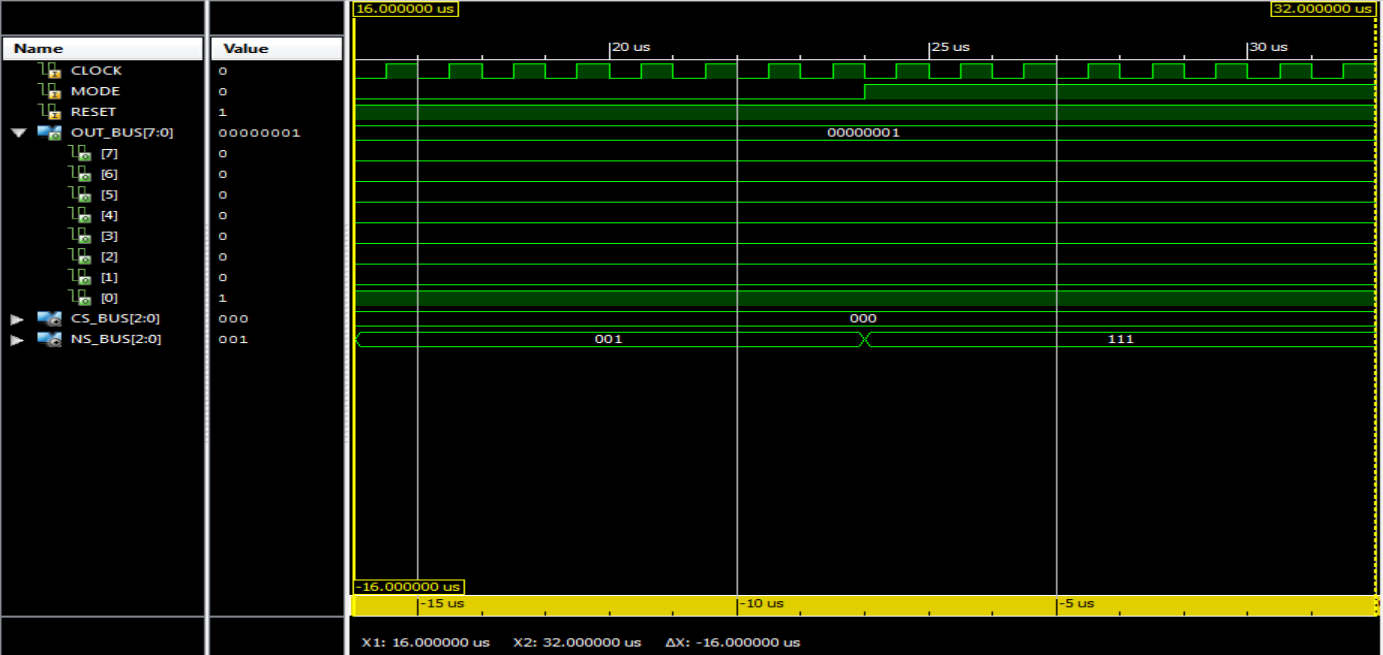 16.000000 us 32.000000 us
Name Value
20 us 25 us 30 us
CLOCK 0
MODE 0
RESET 1
OUT_BUS[7:0] 00000001 00000001
[7] 0
[6] 0
[5] 0
[4] 0
[3] 0
[2] 0
[1] 0
[0] 1
CS_BUS[2:0] 000 000
NS_BUS[2:0] 001 001 111
-16.000000 us
-15 us -10 us -5 us
X1: 16.000000 us X2: 32.000000 us ΔX: -16.000000 us